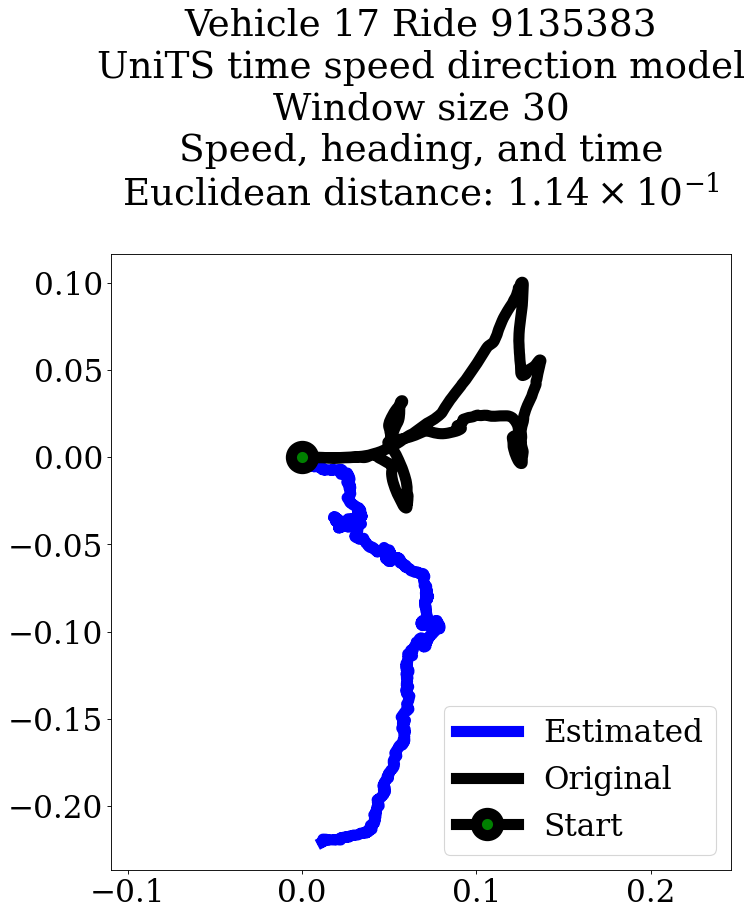 Vehicle 17 Ride 9135383
UniTS time speed direction model
Window size 30
Speed, heading, and time
Euclidean distance: 1.14 × 10⁻¹
0.10
0.05
0.00
−0.05
−0.10
−0.15
−0.20
Estimated
Original
Start
−0.1 0.0 0.1 0.2